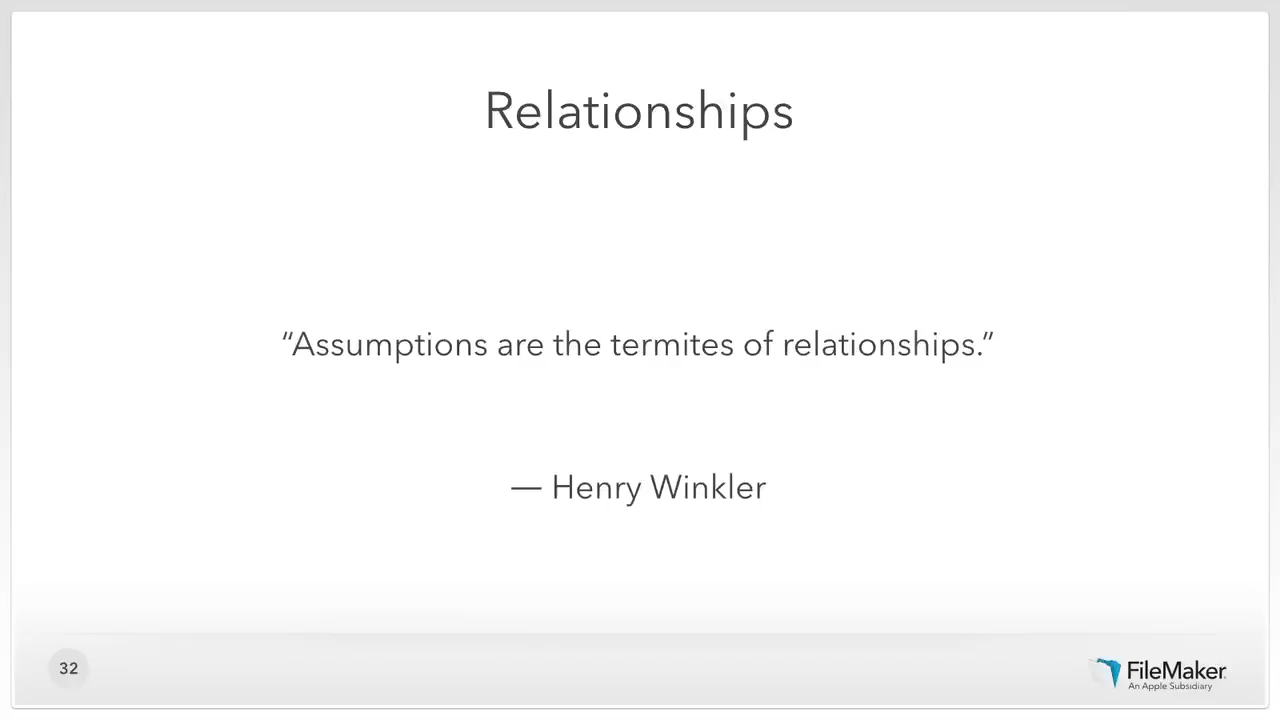 Relationships
“Assumptions are the termites of relationships.”
— Henry Winkler
32
FileMaker
An Apple Subsidiary